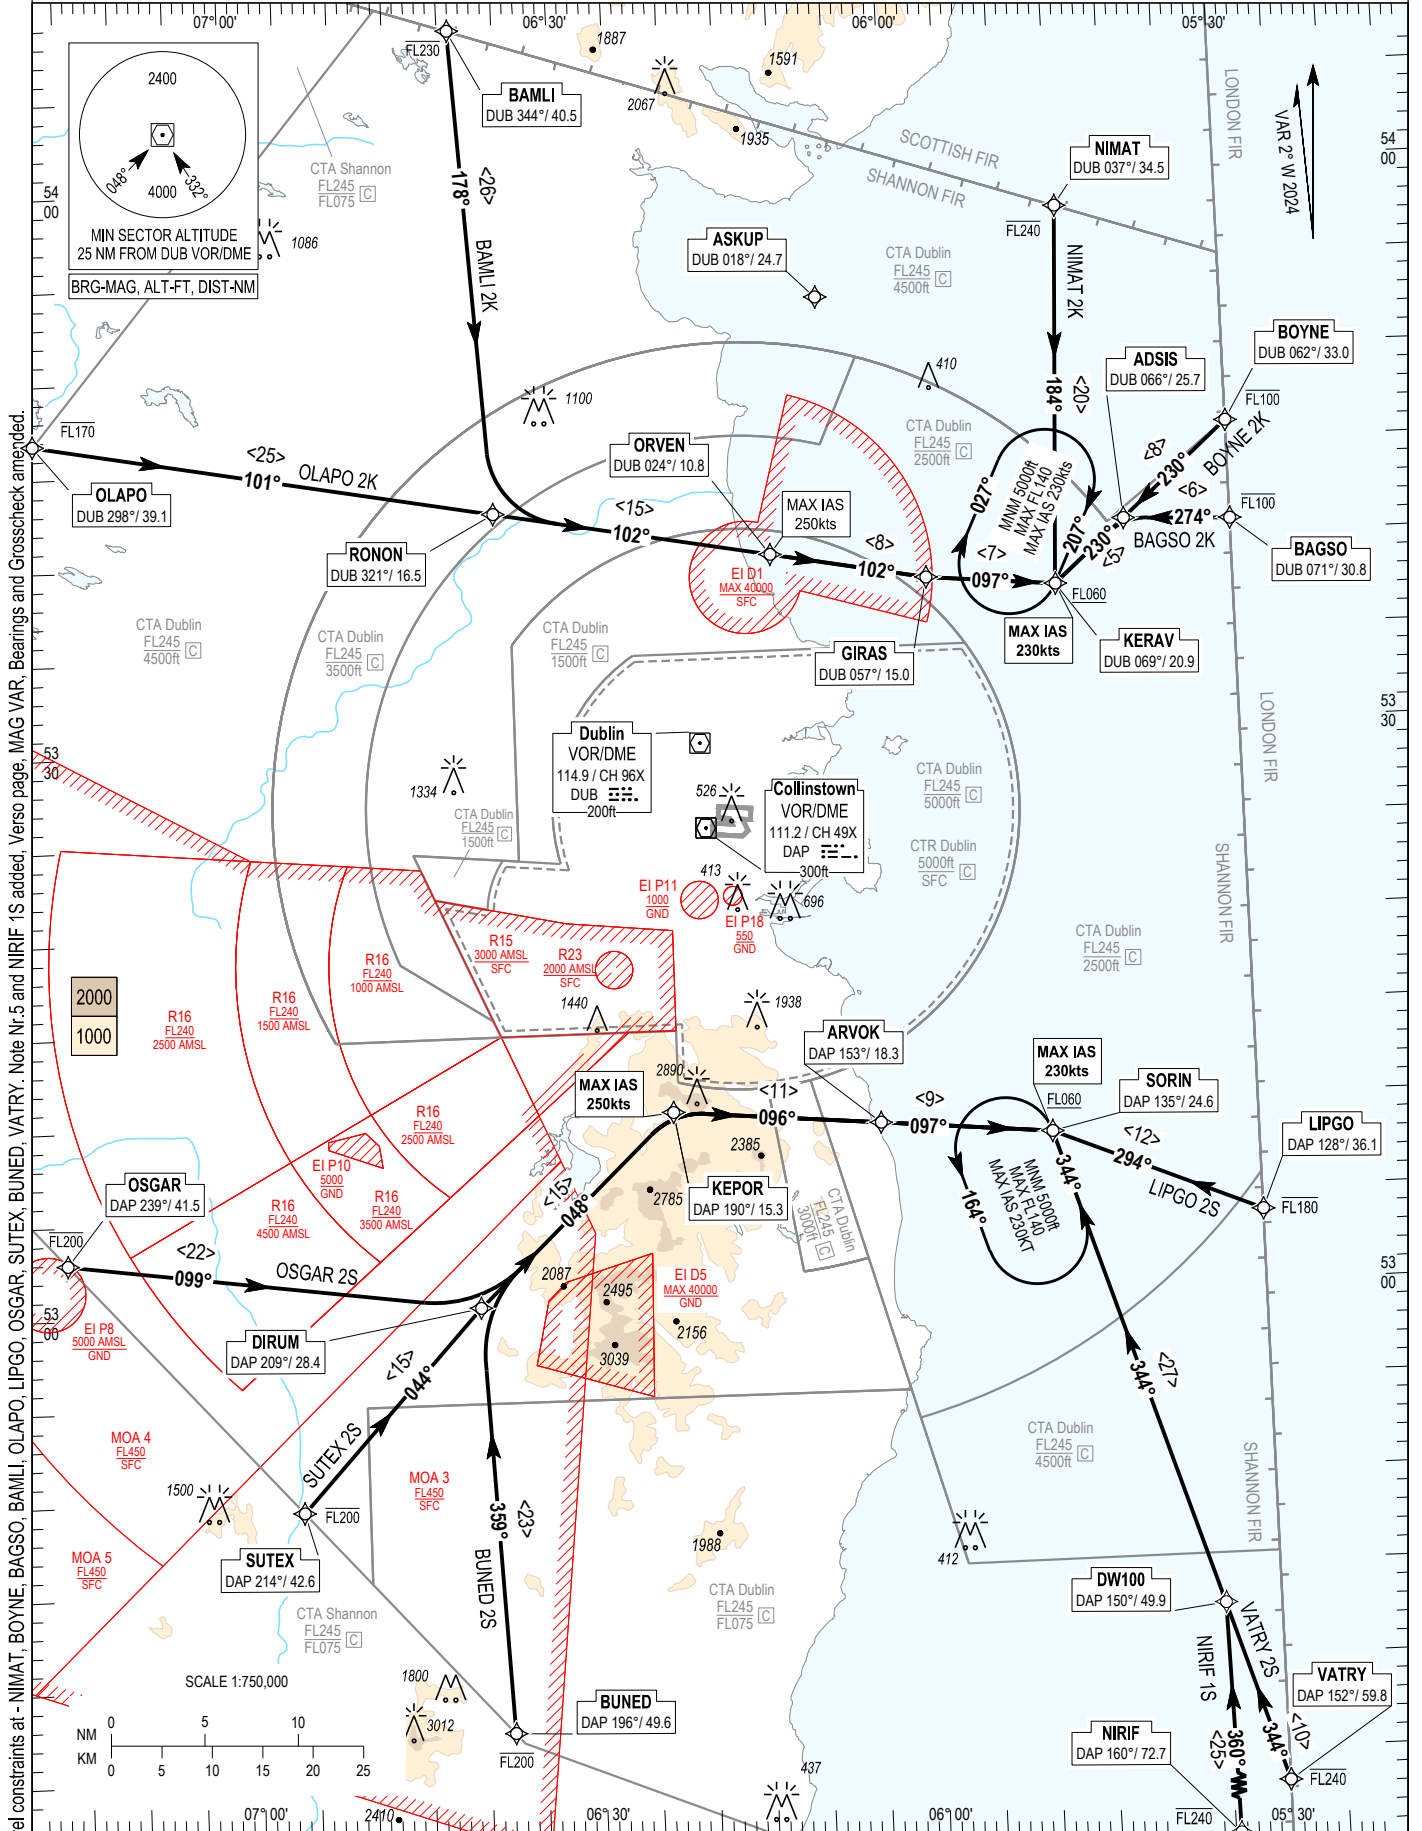 07°00'
06°30'
06°00'
05°30'
2400
048°
332°
4000
MIN SECTOR ALTITUDE
25 NM FROM DUB VOR/DME
BRG-MAG, ALT-FT, DIST-NM
CTA Shannon
FL245
FL075
C
1086
FL230
BAMLI
DUB 344°/ 40.5
1887
1591
2067
1935
SCOTTISH FIR
SHANNON FIR
LONDON FIR
VAR 2° W 2024
54
00
54
00
NIMAT
DUB 037°/ 34.5
FL240
ASKUP
DUB 018°/ 24.7
CTA Dublin
FL245
4500ft
C
<26>
178°
BAMLI 2K
NIMAT 2K
<20>
184°
BOYNE
DUB 062°/ 33.0
FL100
ADSIS
DUB 066°/ 25.7
410
1100
CTA Dublin
FL245
2500ft
C
<8>
230°
BOYNE 2K
FL170
OLAPO
DUB 298°/ 39.1
<25>
101°
OLAPO 2K
ORVEN
DUB 024°/ 10.8
MAX IAS
250kts
<15>
102°
<8>
102°
027°
MNM 5000ft
MAX FL140
MAX IAS 230kts
207°
230°
<5>
<6>
274°
BAGSO 2K
FL100
BAGSO
DUB 071°/ 30.8
RONON
DUB 321°/ 16.5
EI D1
MAX 40000
SFC
<7>
097°
FL060
MAX IAS
230kts
KERAV
DUB 069°/ 20.9
GIRAS
DUB 057°/ 15.0
CTA Dublin
FL245
4500ft
C
CTA Dublin
FL245
3500ft
C
CTA Dublin
FL245
1500ft
C
LONDON FIR
53
30
53
30
Dublin
VOR/DME
114.9 / CH 96X
DUB
200ft
526
Collinstown
VOR/DME
111.2 / CH 49X
DAP
300ft
CTA Dublin
FL245
5000ft
C
CTR Dublin
5000ft
SFC
C
1334
CTA Dublin
FL245
1500ft
C
SHANNON FIR
413
696
EI P11
1000
GND
EI P18
550
GND
CTA Dublin
FL245
2500ft
C
R15
3000 AMSL
SFC
R23
2000 AMSL
SFC
R16
FL240
1000 AMSL
R16
FL240
1500 AMSL
R16
FL240
2500 AMSL
2000
1000
1440
1938
ARVOK
DAP 153°/ 18.3
MAX IAS
230kts
FL060
SORIN
DAP 135°/ 24.6
MAX IAS
250kts
2890
<11>
096°
<9>
097°
LIPGO
DAP 128°/ 36.1
<12>
294°
LIPGO 2S
FL180
R16
FL240
2500 AMSL
EI P10
5000
GND
R16
FL240
3500 AMSL
R16
FL240
4500 AMSL
2385
2785
KEPOR
DAP 190°/ 15.3
CTA Dublin
FL245
3000ft
C
164°
MNM 5000ft
MAX FL140
MAX IAS 230KT
344°
OSGAR
DAP 239°/ 41.5
FL200
<22>
099°
OSGAR 2S
<15>
048°
2087
2495
EI D5
MAX 40000
GND
2156
3039
53
00
53
00
EI P8
5000 AMSL
GND
DIRUM
DAP 209°/ 28.4
<15>
044°
SUTEX 2S
<27>
344°
CTA Dublin
FL245
4500ft
C
SHANNON FIR
MOA 4
FL450
SFC
MOA 3
FL450
SFC
1500
FL200
359°
<23>
BUNED 2S
1988
412
MOA 5
FL450
SFC
SUTEX
DAP 214°/ 42.6
DW100
DAP 150°/ 49.9
CTA Shannon
FL245
FL075
C
CTA Dublin
FL245
FL075
C
NIRIF 1S
VATRY 2S
SCALE 1:750,000
NM
0
5
10
KM
0
5
10
15
20
25
1800
3012
BUNED
DAP 196°/ 49.6
FL200
VATRY
DAP 152°/ 59.8
NIRIF
DAP 160°/ 72.7
360°
<25>
344°
<10>
FL240
FL240
437
2410
07°00'
06°30'
06°00'
05°30'
el constraints at - NIMAT, BOYNE, BAGSO, BAMLI, OLAPO, LIPGO, OSGAR, SUTEX, BUNED, VATRY. Note Nr.5 and NIRIF 1S added. Verso page, MAG VAR, Bearings and Grosscheck amended.